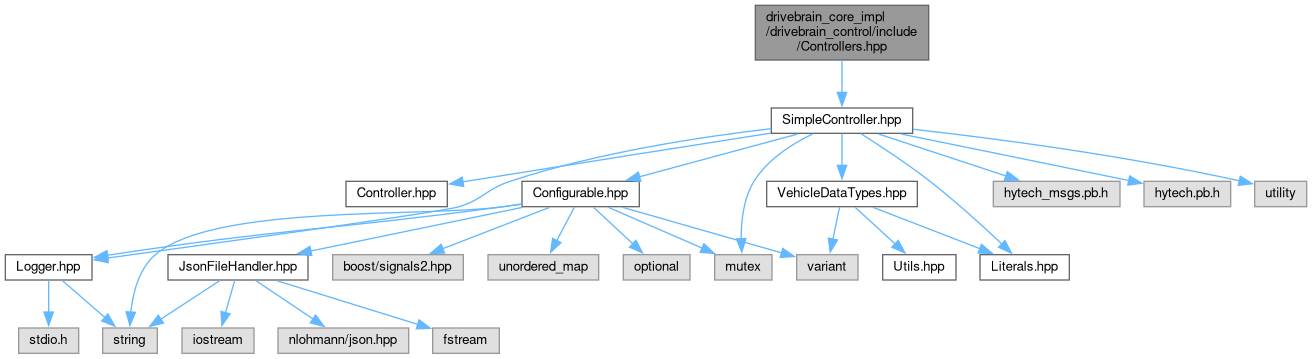 drivebrain_core_impl
/drivebrain_control/include
/Controllers.hpp
SimpleController.hpp
Controller.hpp
Configurable.hpp
VehicleDataTypes.hpp
hytech_msgs.pb.h
hytech.pb.h
utility
Logger.hpp
JsonFileHandler.hpp
boost/signals2.hpp
unordered_map
optional
mutex
variant
Utils.hpp
Literals.hpp
stdio.h
string
iostream
nlohmann/json.hpp
fstream